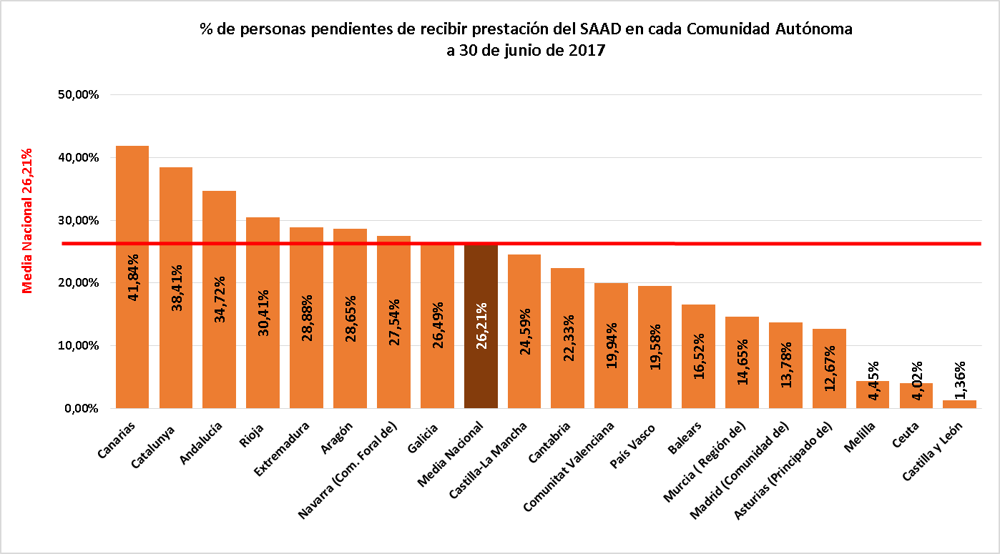 % de personas pendientes de recibir prestación del SAAD en cada Comunidad Autónoma
a 30 de junio de 2017
Media Nacional 26,21%
50,00%
40,00%
30,00%
20,00%
10,00%
0,00%
41,84%
38,41%
34,72%
30,41%
28,88%
28,65%
27,54%
26,49%
26,21%
24,59%
22,33%
19,94%
19,58%
16,52%
14,65%
13,78%
12,67%
4,45%
4,02%
1,36%
Canarias
Catalunya
Andalucía
Rioja
Extremadura
Aragón
Navarra (Com. Foral de)
Galicia
Media Nacional
Castilla-La Mancha
Cantabria
Comunitat Valenciana
País Vasco
Balears
Murcia ( Región de)
Madrid (Comunidad de)
Asturias (Principado de)
Melilla
Ceuta
Castilla y León